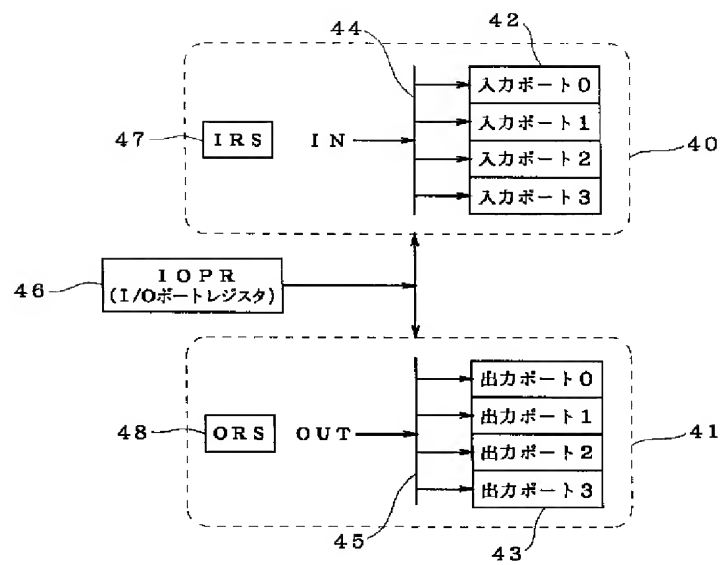 44
42
入力ポート0
47
IRS
IN
入力ポート1
入力ポート2
40
入力ポート3
46
IOPR
(I/Oポートレジスタ)
出力ポート0
48
ORS
OUT
出力ポート1
41
出力ポート2
出力ポート3
45
43